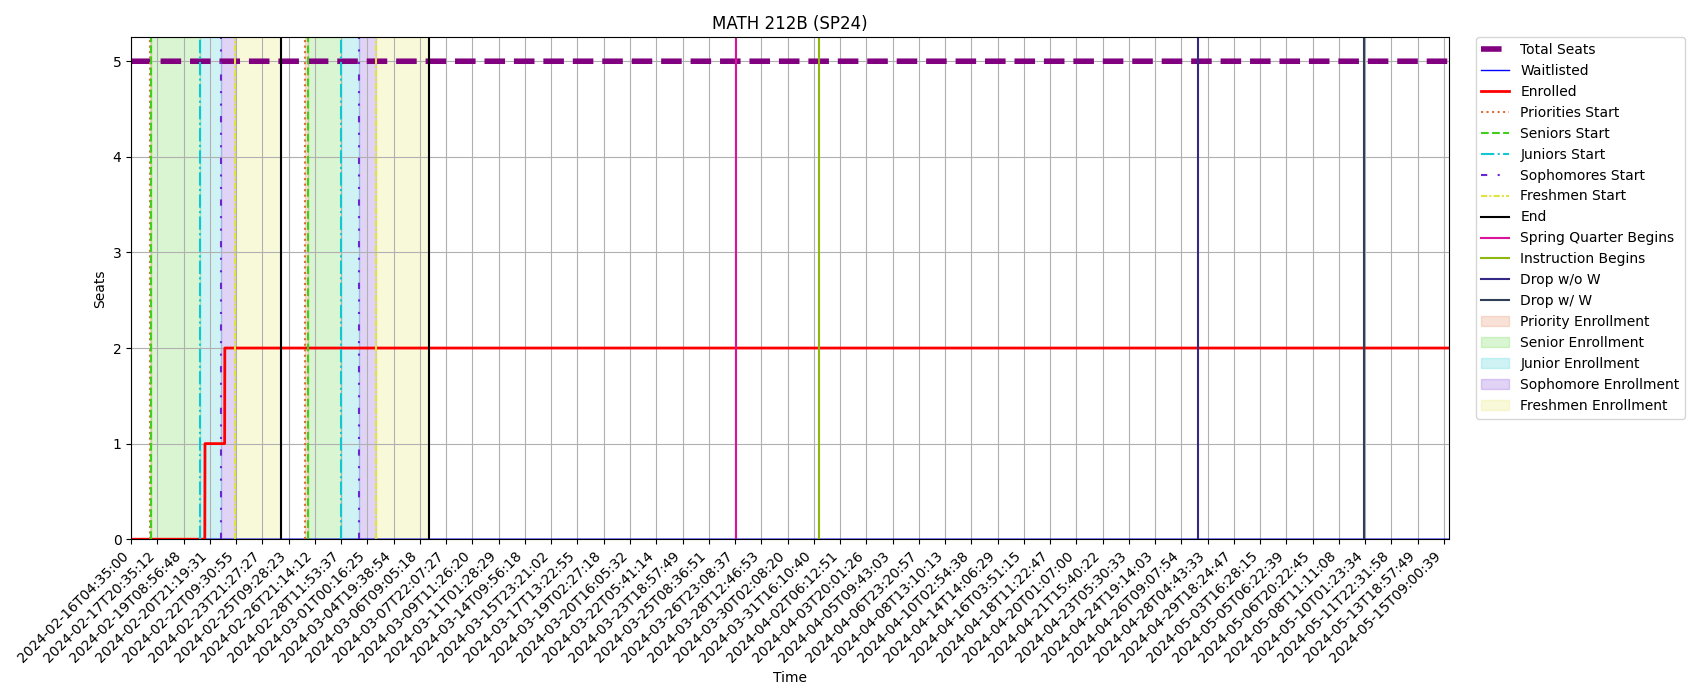 MATH 212B (SP24)
Seats
5
4
3
2
1
0
2024-02-16T04:35:00
2024-02-17T20:35:12
2024-02-19T08:56:48
2024-02-20T21:19:31
2024-02-22T09:30:55
2024-02-23T21:27:27
2024-02-25T09:28:23
2024-02-26T21:14:12
2024-02-28T11:53:37
2024-03-01T00:16:25
2024-03-04T19:38:54
2024-03-06T09:05:18
2024-03-07T22:07:27
2024-03-09T11:26:20
2024-03-11T01:28:29
2024-03-14T09:56:18
2024-03-15T23:21:02
2024-03-17T13:22:55
2024-03-19T02:27:18
2024-03-20T16:05:32
2024-03-22T05:41:14
2024-03-23T18:57:49
2024-03-25T08:36:51
2024-03-26T23:08:37
2024-03-28T12:46:53
2024-03-30T02:08:20
2024-03-31T16:10:40
2024-04-02T06:12:51
2024-04-03T20:01:26
2024-04-05T09:43:03
2024-04-06T23:20:57
2024-04-08T13:10:13
2024-04-10T02:54:38
2024-04-14T14:06:29
2024-04-16T03:51:15
2024-04-18T11:22:47
2024-04-20T01:07:00
2024-04-21T15:40:22
2024-04-23T05:30:33
2024-04-24T19:14:03
2024-04-26T09:07:54
2024-04-28T04:43:33
2024-04-29T18:24:47
2024-05-03T16:28:15
2024-05-05T06:22:39
2024-05-06T20:22:45
2024-05-08T11:11:08
2024-05-10T01:23:34
2024-05-11T22:31:58
2024-05-13T18:57:49
2024-05-15T09:00:39
Time
Total Seats
Waitlisted
Enrolled
Priorities Start
Seniors Start
Juniors Start
Sophomores Start
Freshmen Start
End
Spring Quarter Begins
Instruction Begins
Drop w/o W
Drop w/ W
Priority Enrollment
Senior Enrollment
Junior Enrollment
Sophomore Enrollment
Freshmen Enrollment